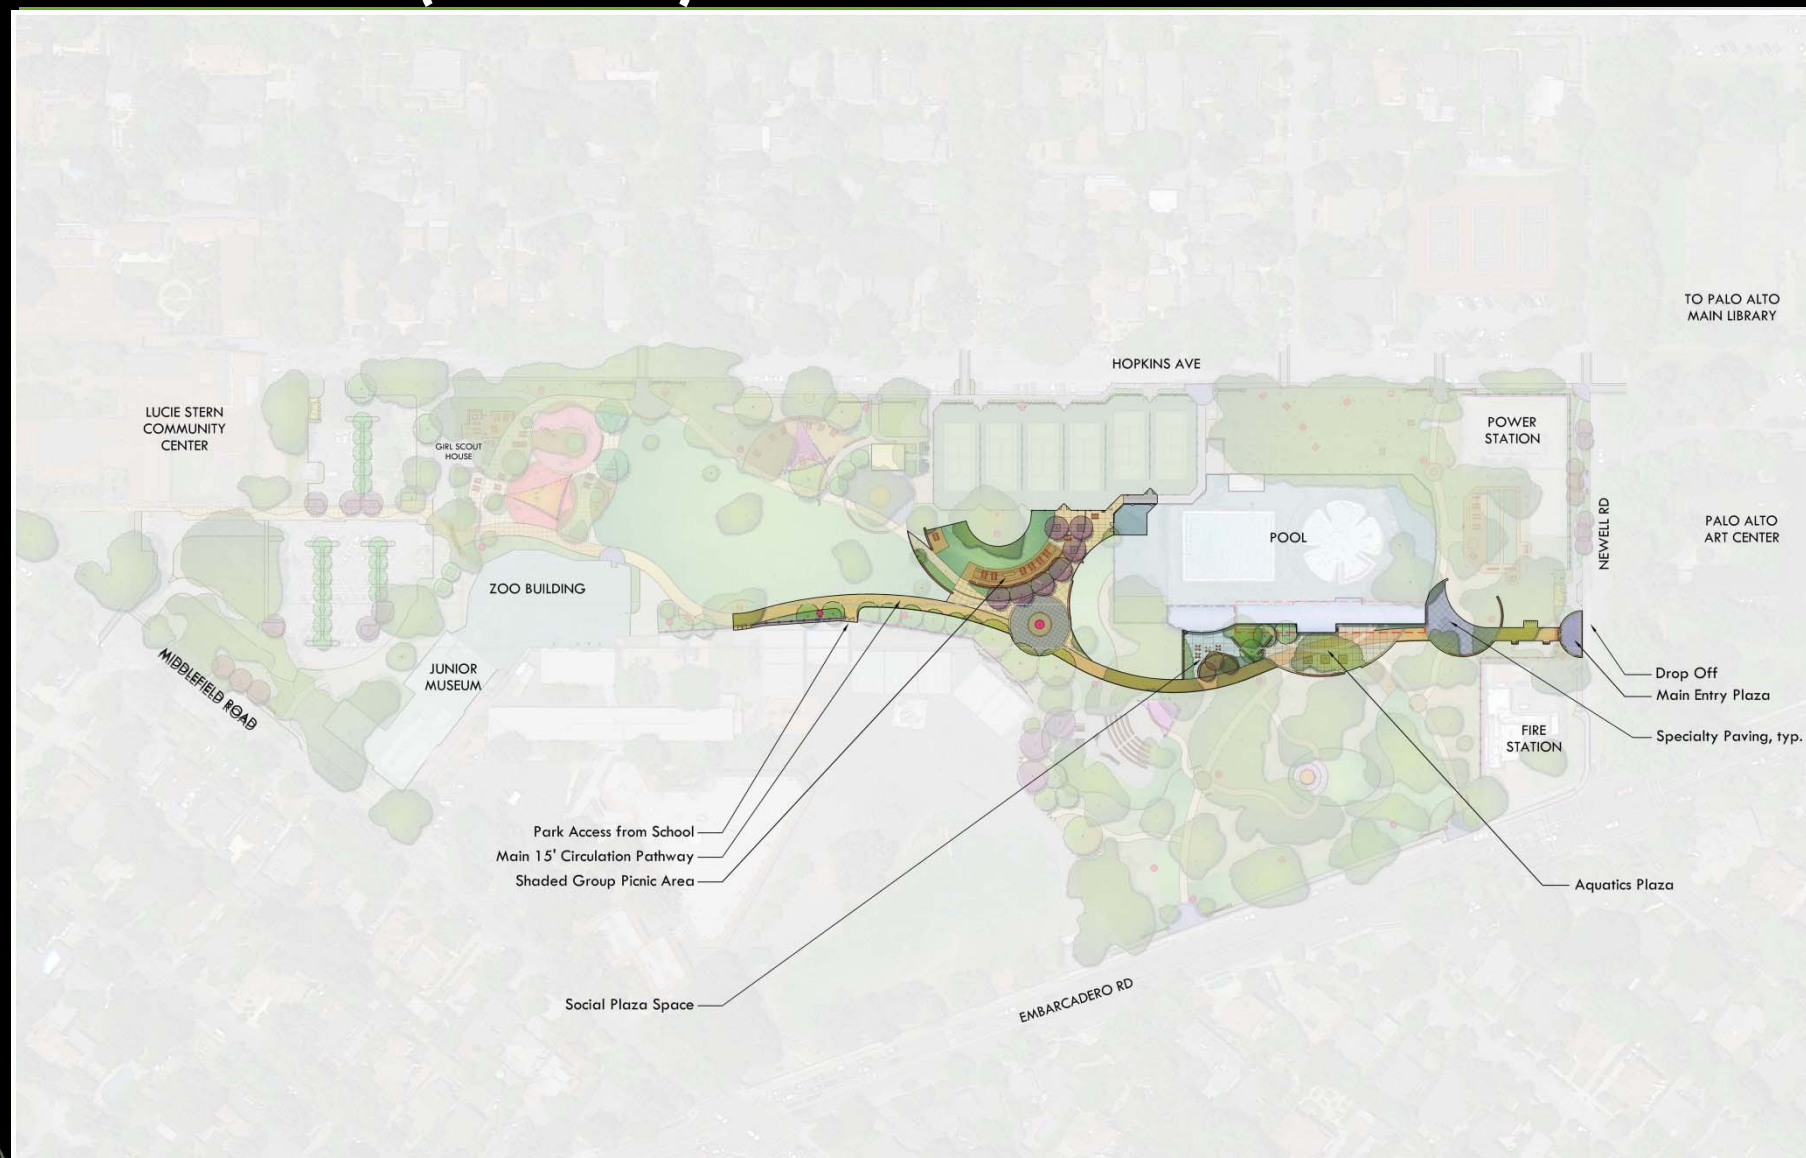 HOPKINS AVE
TO PALO ALTO
MAIN LIBRARY
LUCIE STERN
COMMUNITY
CENTER
GIRL SCOUT
HOUSE
POWER
STATION
NEWELL RD
PALO ALTO
ART CENTER
POOL
ZOO BUILDING
JUNIOR
MUSEUM
MIDDLEFIELD ROAD
Drop Off
Main Entry Plaza
Specialty Paving, typ.
FIRE
STATION
Park Access from School
Main 15' Circulation Pathway
Shaded Group Picnic Area
Aquatics Plaza
Social Plaza Space
EMBARCADERO RD